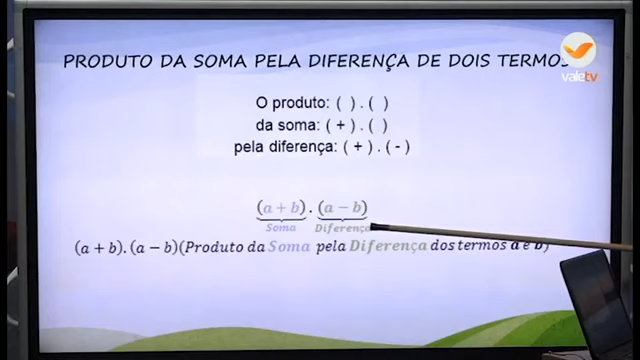 PRODUTO DA SOMA PELA DIFERENÇA DE DOIS TERMOS
valetv
O produto: ( ) . ( )
da soma: ( + ) . ( )
pela diferença: ( + ) . ( - )
(a + b) . (a − b)
Soma Diferença
(a + b). (a − b)(Produto da Soma pela Diferença dos termos a e b)